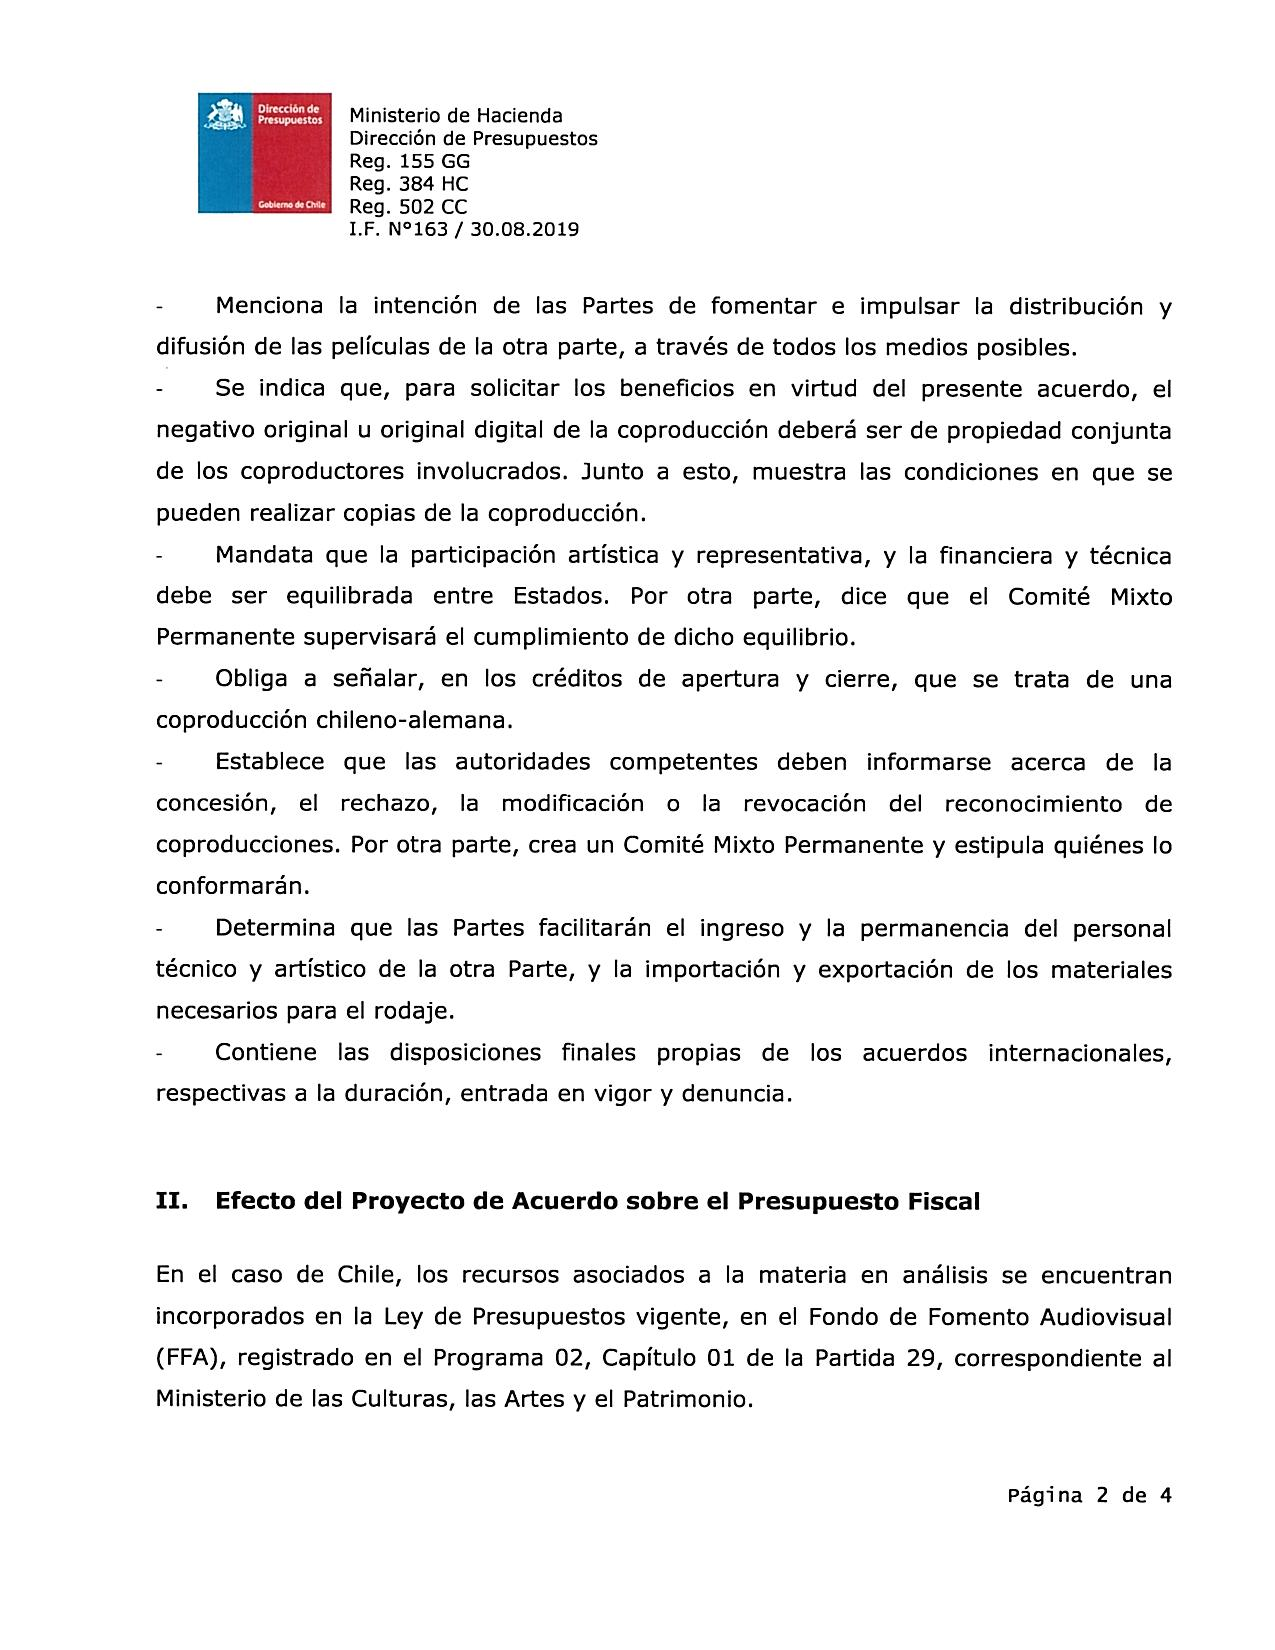 Dirección de
Presupuestos
Gobierno de Chile
Ministerio de Hacienda
Dirección de Presupuestos
Reg. 155 GG
Reg. 384 HC
Reg. 502 CC
I.F. N°163 / 30.08.2019
- Menciona la intención de las Partes de fomentar e impulsar la distribución y
difusión de las películas de la otra parte, a través de todos los medios posibles.
- Se indica que, para solicitar los beneficios en virtud del presente acuerdo, el
negativo original u original digital de la coproducción deberá ser de propiedad conjunta
de los coproductores involucrados. Junto a esto, muestra las condiciones en que se
pueden realizar copias de la coproducción.
- Mandata que la participación artística y representativa, y la financiera y técnica
debe ser equilibrada entre Estados. Por otra parte, dice que el Comité Mixto
Permanente supervisará el cumplimiento de dicho equilibrio.
- Obliga a señalar, en los créditos de apertura y cierre, que se trata de una
coproducción chileno-alemana.
- Establece que las autoridades competentes deben informarse acerca de la
concesión, el rechazo, la modificación o la revocación del reconocimiento de
coproducciones. Por otra parte, crea un Comité Mixto Permanente y estipula quiénes lo
conformarán.
- Determina que las Partes facilitarán el ingreso y la permanencia del personal
técnico y artístico de la otra Parte, y la importación y exportación de los materiales
necesarios para el rodaje.
- Contiene las disposiciones finales propias de los acuerdos internacionales,
respectivas a la duración, entrada en vigor y denuncia.
II. Efecto del Proyecto de Acuerdo sobre el Presupuesto Fiscal
En el caso de Chile, los recursos asociados a la materia en análisis se encuentran
incorporados en la Ley de Presupuestos vigente, en el Fondo de Fomento Audiovisual
(FFA), registrado en el Programa 02, Capítulo 01 de la Partida 29, correspondiente al
Ministerio de las Culturas, las Artes y el Patrimonio.
Página 2 de 4